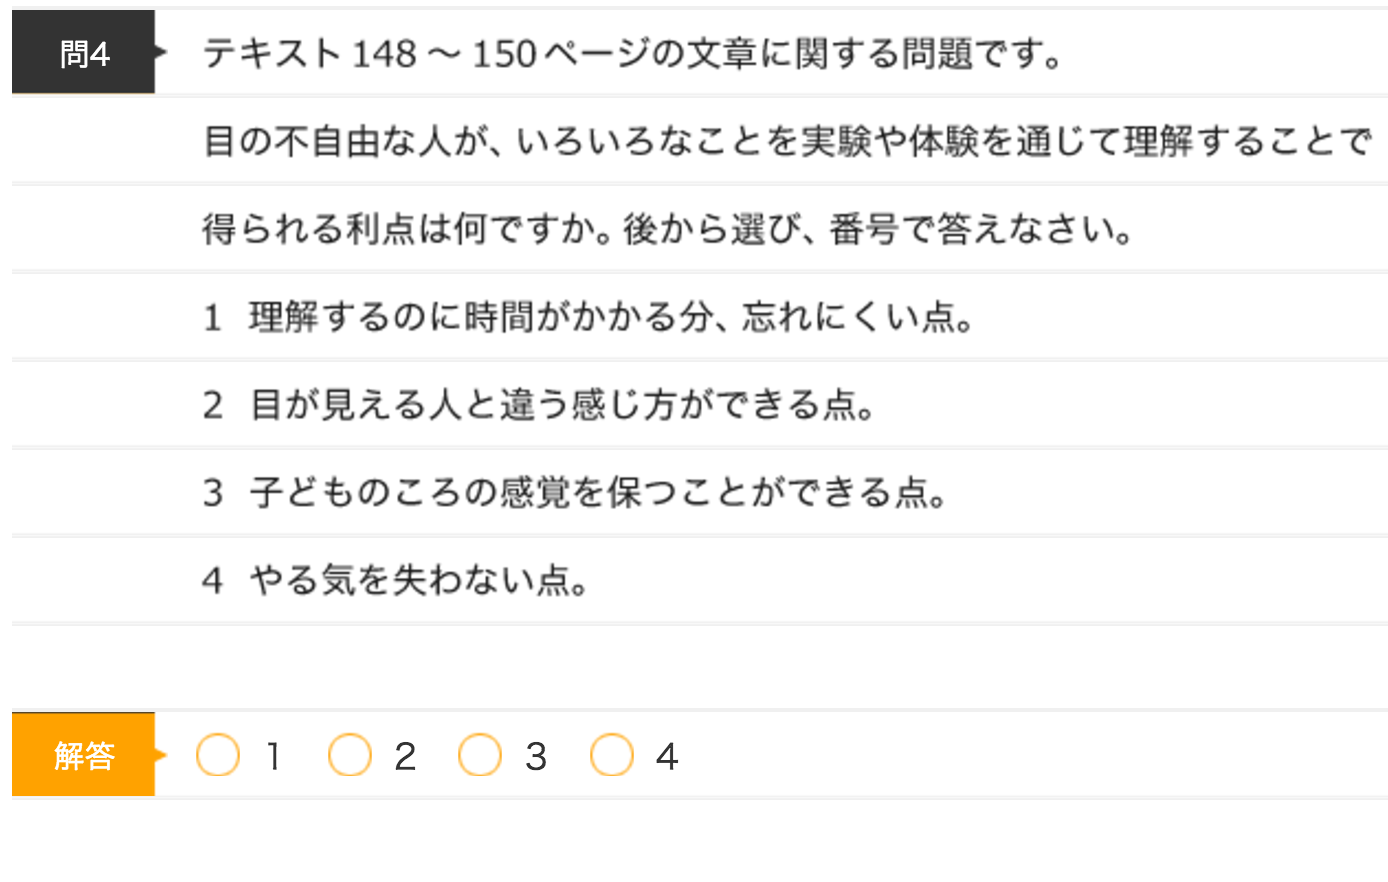 問4
テキスト 148 〜 150 ページの文章に関する問題です。
目の不自由な人が、いろいろなことを実験や体験を通じて理解することで
得られる利点は何ですか。後から選び、番号で答えなさい。
1 理解するのに時間がかかる分、忘れにくい点。
2 目が見える人と違う感じ方ができる点。
3 子どものころの感覚を保つことができる点。
4 やる気を失わない点。
解答 1 2 3 4